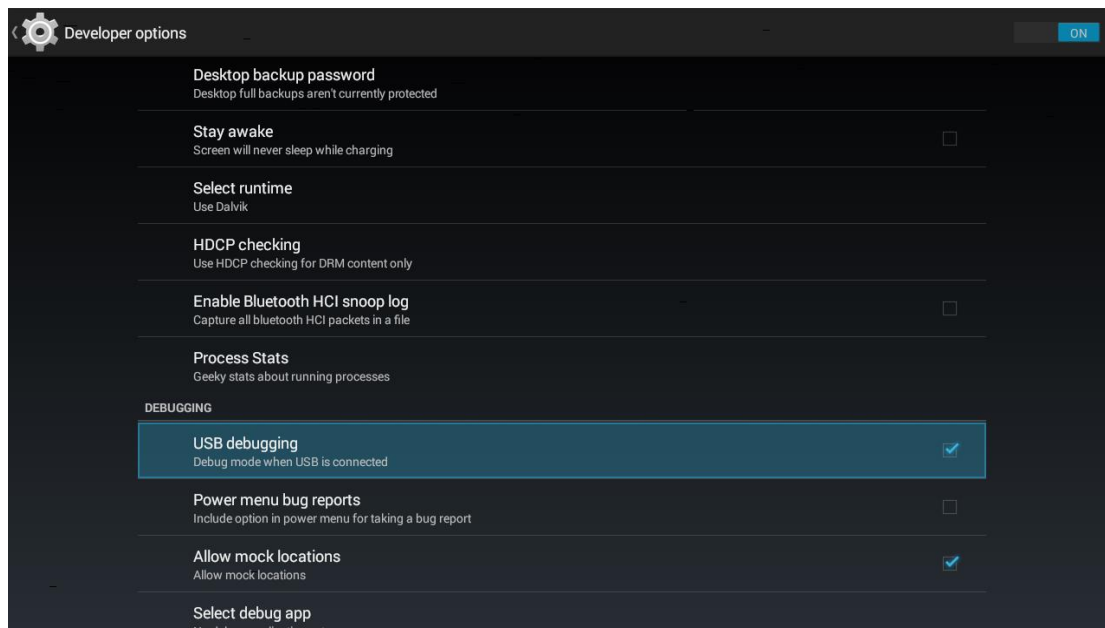 Developer options
ON
Desktop backup password
Desktop full backups aren't currently protected
Stay awake
Screen will never sleep while charging
Select runtime
Use Dalvik
HDCP checking
Use HDCP checking for DRM content only
Enable Bluetooth HCI snoop log
Capture all bluetooth HCI packets in a file
Process Stats
Geeky stats about running processes
DEBUGGING
USB debugging
Debug mode when USB is connected
Power menu bug reports
Include option in power menu for taking a bug report
Allow mock locations
Allow mock locations
Select debug app